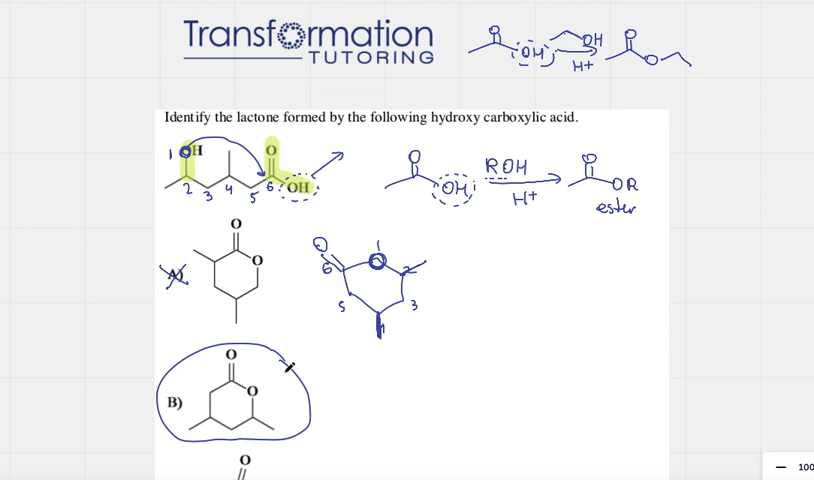 Transformation
TUTORING
O
OH
OH
H+
O
O
Identify the lactone formed by the following hydroxy carboxylic acid.
1 OH
O
2 3 4 5 6 OH
O
OH
ROH
H+
O
OR
ester
O
O
A)
O
6
1
O
2
3
4
5
O
O
B)
O
100